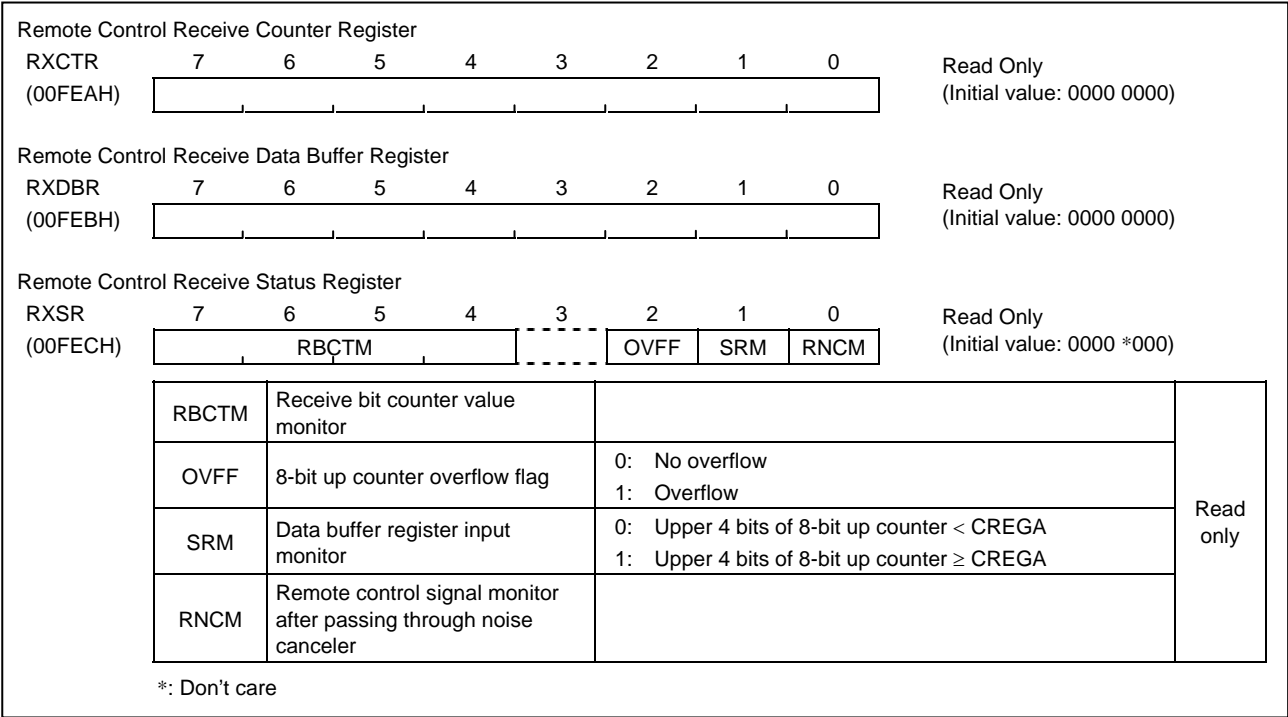 Remote Control Receive Counter Register
RXCTR 7 6 5 4 3 2 1 0 Read Only
(00FEAH) (Initial value: 0000 0000)
Remote Control Receive Data Buffer Register
RXDBR 7 6 5 4 3 2 1 0 Read Only
(00FEBH) (Initial value: 0000 0000)
Remote Control Receive Status Register
RXSR 7 6 5 4 3 2 1 0 Read Only
(00FECH) RBCTM OVFF SRM RNCM (Initial value: 0000 *000)
RBCTM Receive bit counter value
monitor
OVFF 8-bit up counter overflow flag 0: No overflow
1: Overflow
SRM Data buffer register input
monitor 0: Upper 4 bits of 8-bit up counter < CREGA
1: Upper 4 bits of 8-bit up counter ≥ CREGA
RNCM Remote control signal monitor
after passing through noise
canceler
Read
only
*: Don't care